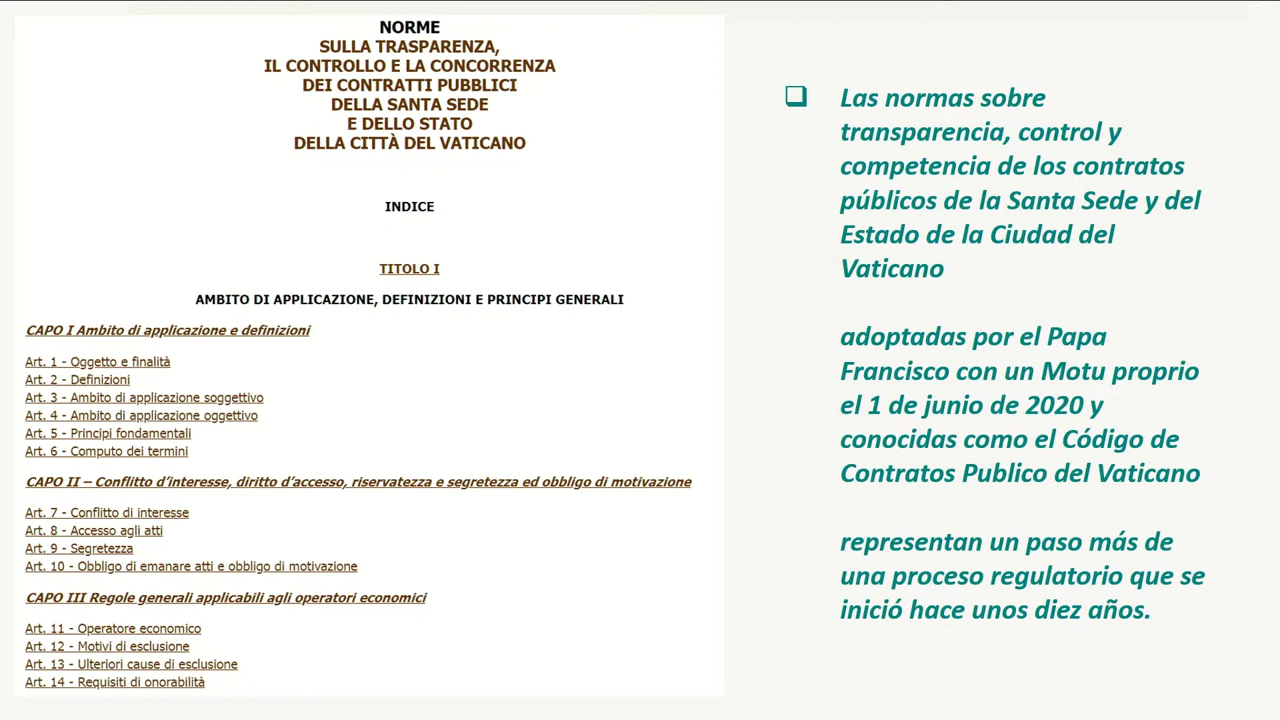 NORME
SULLA TRASPARENZA,
IL CONTROLLO E LA CONCORRENZA
DEI CONTRATTI PUBBLICI
DELLA SANTA SEDE
E DELLO STATO
DELLA CITTÀ DEL VATICANO
INDICE
TITOLO I
AMBITO DI APPLICAZIONE, DEFINIZIONI E PRINCIPI GENERALI
CAPO I Ambito di applicazione e definizioni
Art. 1 - Oggetto e finalità
Art. 2 - Definizioni
Art. 3 - Ambito di applicazione soggettivo
Art. 4 - Ambito di applicazione oggettivo
Art. 5 - Principi fondamentali
Art. 6 - Computo dei termini
CAPO II – Conflitto d’interesse, diritto d’accesso, riservatezza e segretezza ed obbligo di motivazione
Art. 7 - Conflitto di interesse
Art. 8 - Accesso agli atti
Art. 9 - Segretezza
Art. 10 - Obbligo di emanare atti e obbligo di motivazione
CAPO III Regole generali applicabili agli operatori economici
Art. 11 - Operatore economico
Art. 12 - Motivi di esclusione
Art. 13 - Ulteriori cause di esclusione
Art. 14 - Requisiti di onorabilità
❑ Las normas sobre
transparencia, control y
competencia de los contratos
públicos de la Santa Sede y del
Estado de la Ciudad del
Vaticano
adoptadas por el Papa
Francisco con un Motu proprio
el 1 de junio de 2020 y
conocidas como el Código de
Contratos Publico del Vaticano
representan un paso más de
una proceso regulatorio que se
inició hace unos diez años.